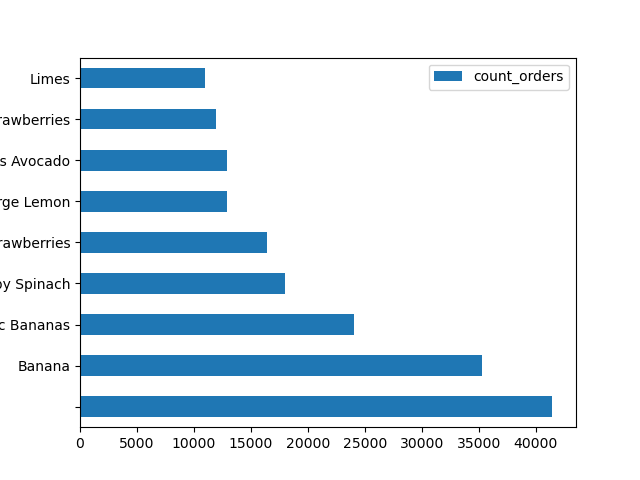 count_orders
Limes
rawberries
s Avocado
rge Lemon
rawberries
by Spinach
c Bananas
Banana
0 5000 10000 15000 20000 25000 30000 35000 40000